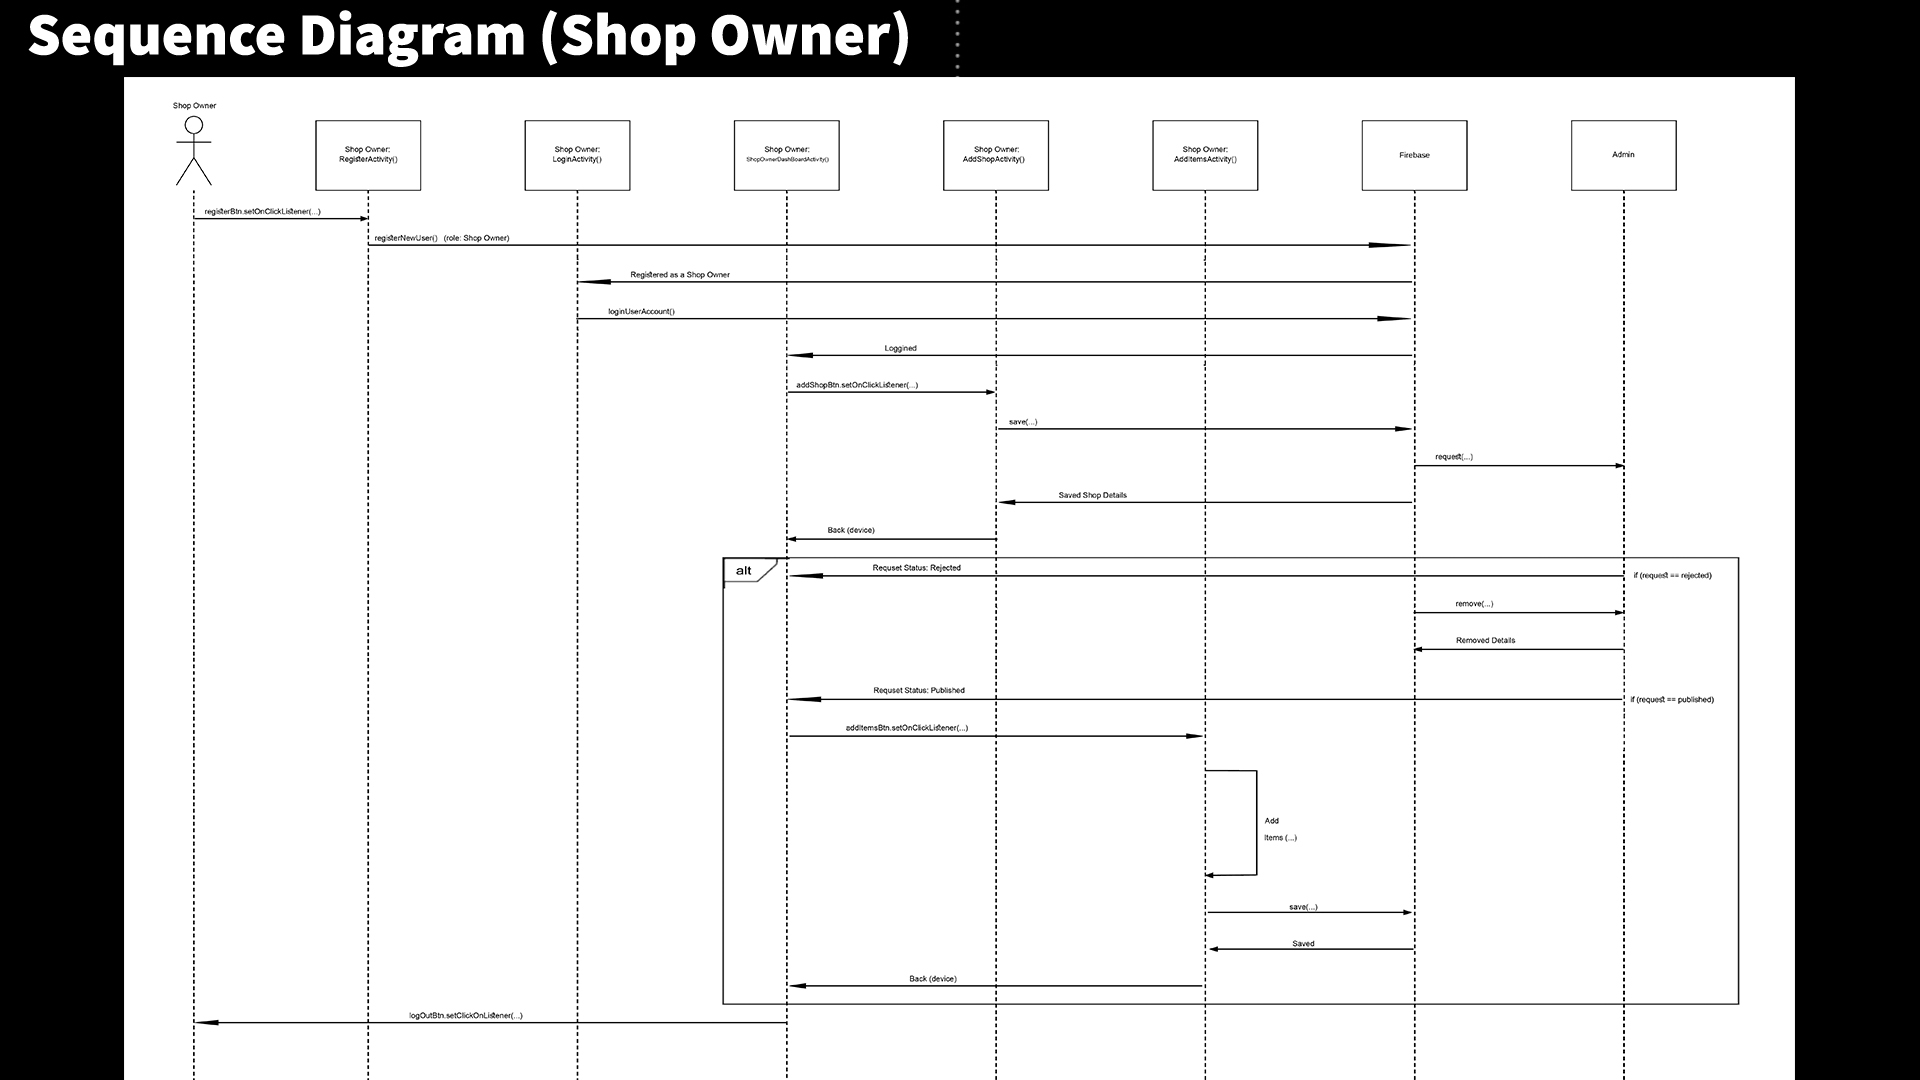 Sequence Diagram (Shop Owner)
Shop Owner
Shop Owner:
RegisterActivity()
Shop Owner:
LoginActivity()
Shop Owner:
ShopOwnerDashBoardActivity()
Shop Owner:
AddShopActivity()
Shop Owner:
AddItemsActivity()
Firebase
Admin
registerBtn.setOnClickListener(...)
registerNewUser() (role: Shop Owner)
Registered as a Shop Owner
loginUserAccount()
Loggined
addShopBtn.setOnClickListener(...)
save(...)
request(...)
Saved Shop Details
Back (device)
alt
Requset Status: Rejected
if (request == rejected)
remove(...)
Removed Details
Requset Status: Published
if (request == published)
addItemsBtn.setOnClickListener(...)
Add
Items (...)
save(...)
Saved
Back (device)
logOutBtn.setClickOnListener(...)